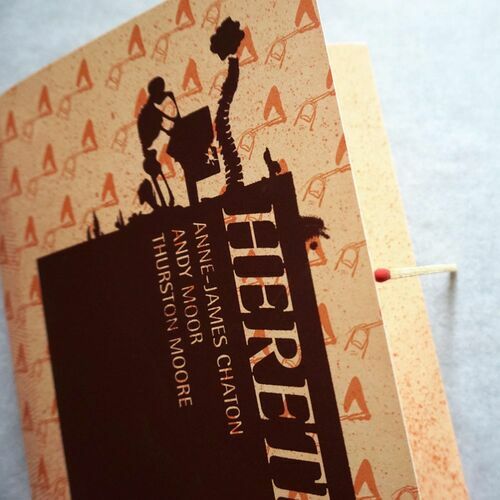 HERET
ANNE-JAMES CHATON
ANDY MOOR
THURSTON MOORE